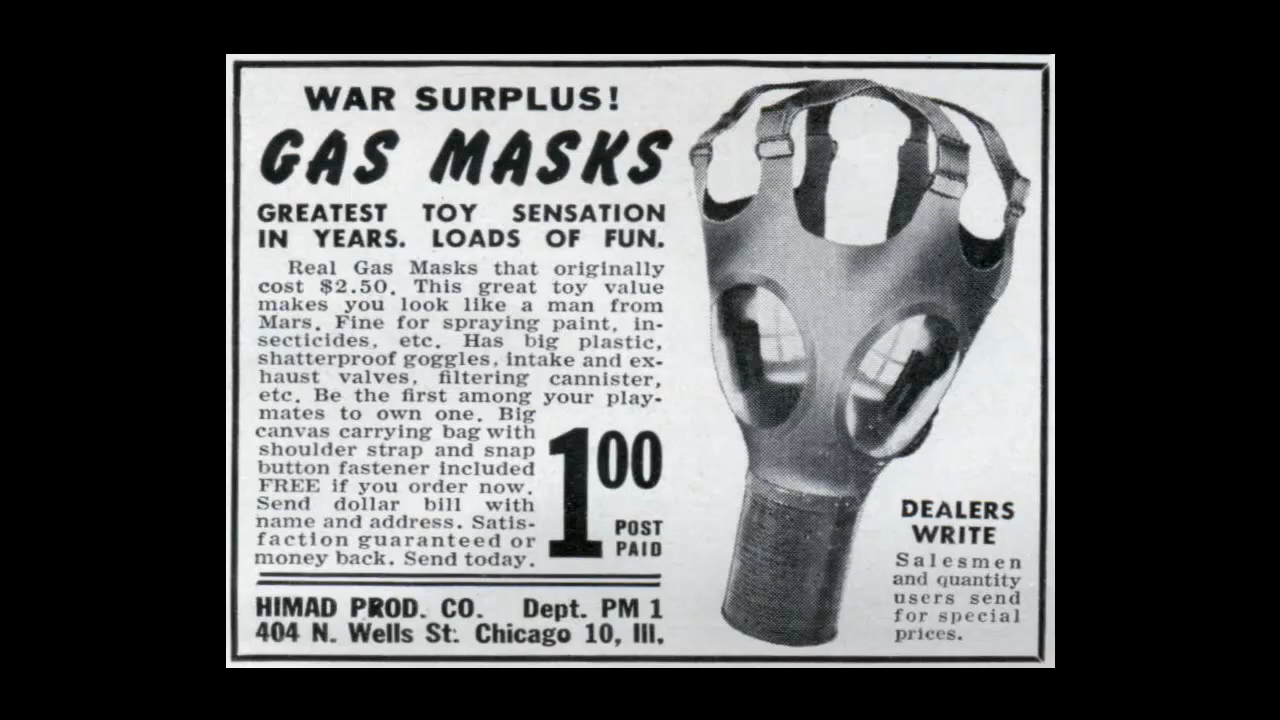 WAR SURPLUS!
GAS MASKS
GREATEST TOY SENSATION
IN YEARS. LOADS OF FUN.
Real Gas Masks that originally
cost $2.50. This great toy value
makes you look like a man from
Mars. Fine for spraying paint, in-
secticides, etc. Has big plastic,
shatterproof goggles, intake and ex-
haust valves, filtering cannister,
etc. Be the first among your play-
mates to own one. Big
canvas carrying bag with
shoulder strap and snap
button fastener included
FREE if you order now.
Send dollar bill with
name and address. Satis-
faction guaranteed or
money back. Send today.
1 00
POST
PAID
HIMAD PROD. CO. Dept. PM 1
404 N. Wells St. Chicago 10, Ill.
DEALERS
WRITE
Salesmen
and quantity
users send
for special
prices.